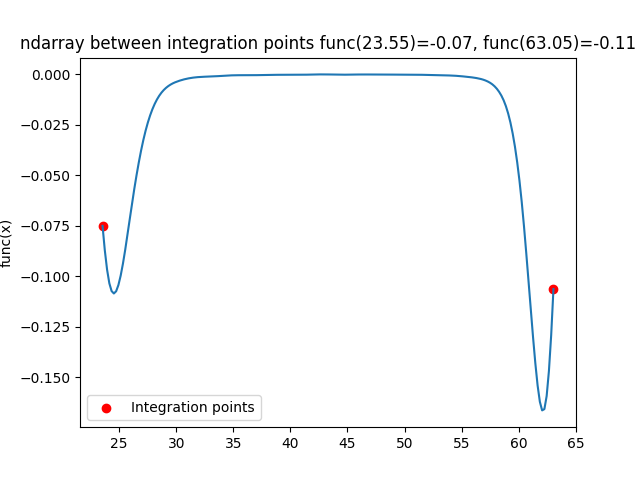 ndarray between integration points func(23.55)=-0.07, func(63.05)=-0.11
0.000
−0.025
−0.050
−0.075
−0.100
−0.125
−0.150
func(x)
Integration points
25 30 35 40 45 50 55 60 65